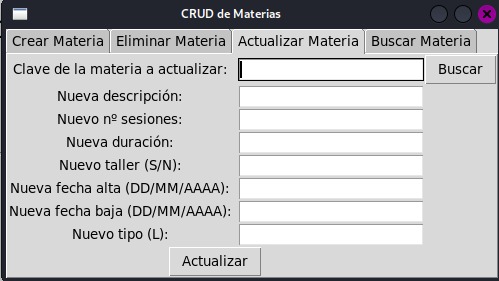 CRUD de Materias
Crear Materia Eliminar Materia Actualizar Materia Buscar Materia
Clave de la materia a actualizar: Buscar
Nueva descripción:
Nuevo nº sesiones:
Nueva duración:
Nuevo taller (S/N):
Nueva fecha alta (DD/MM/AAAA):
Nueva fecha baja (DD/MM/AAAA):
Nuevo tipo (L):
Actualizar